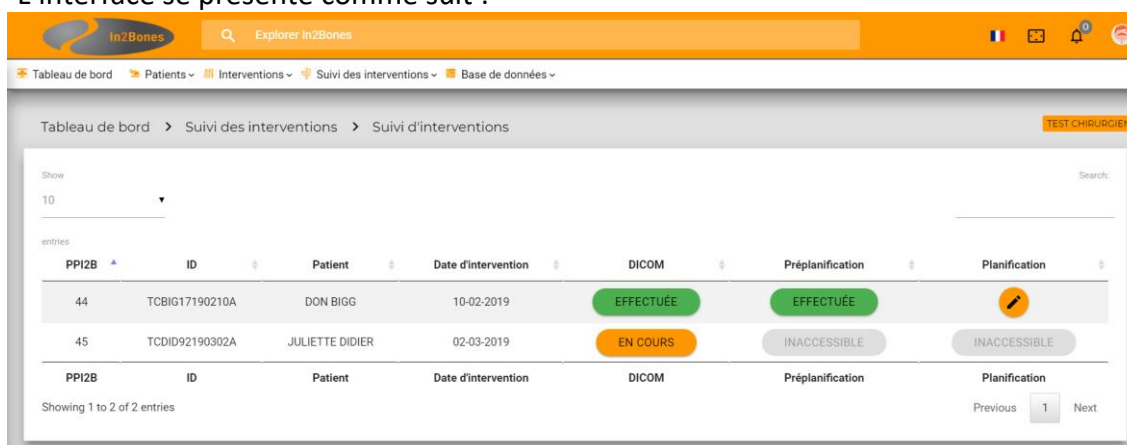 L'interface se présente comme suit :
In2Bones
Explorer In2Bones
0
Tableau de bord Patients Interventions Suivi des interventions Base de données
Tableau de bord > Suivi des interventions > Suivi d'interventions
TEST CHIRURGIEN
Show
Search:
10
entries
PPI2B ID Patient Date d'intervention DICOM Préplanification Planification
44 TCBIG17190210A DON BIGG 10-02-2019 EFFECTUÉE EFFECTUÉE
45 TCDID92190302A JULIETTE DIDIER 02-03-2019 EN COURS INACCESSIBLE INACCESSIBLE
PPI2B ID Patient Date d'intervention DICOM Préplanification Planification
Showing 1 to 2 of 2 entries
Previous 1 Next